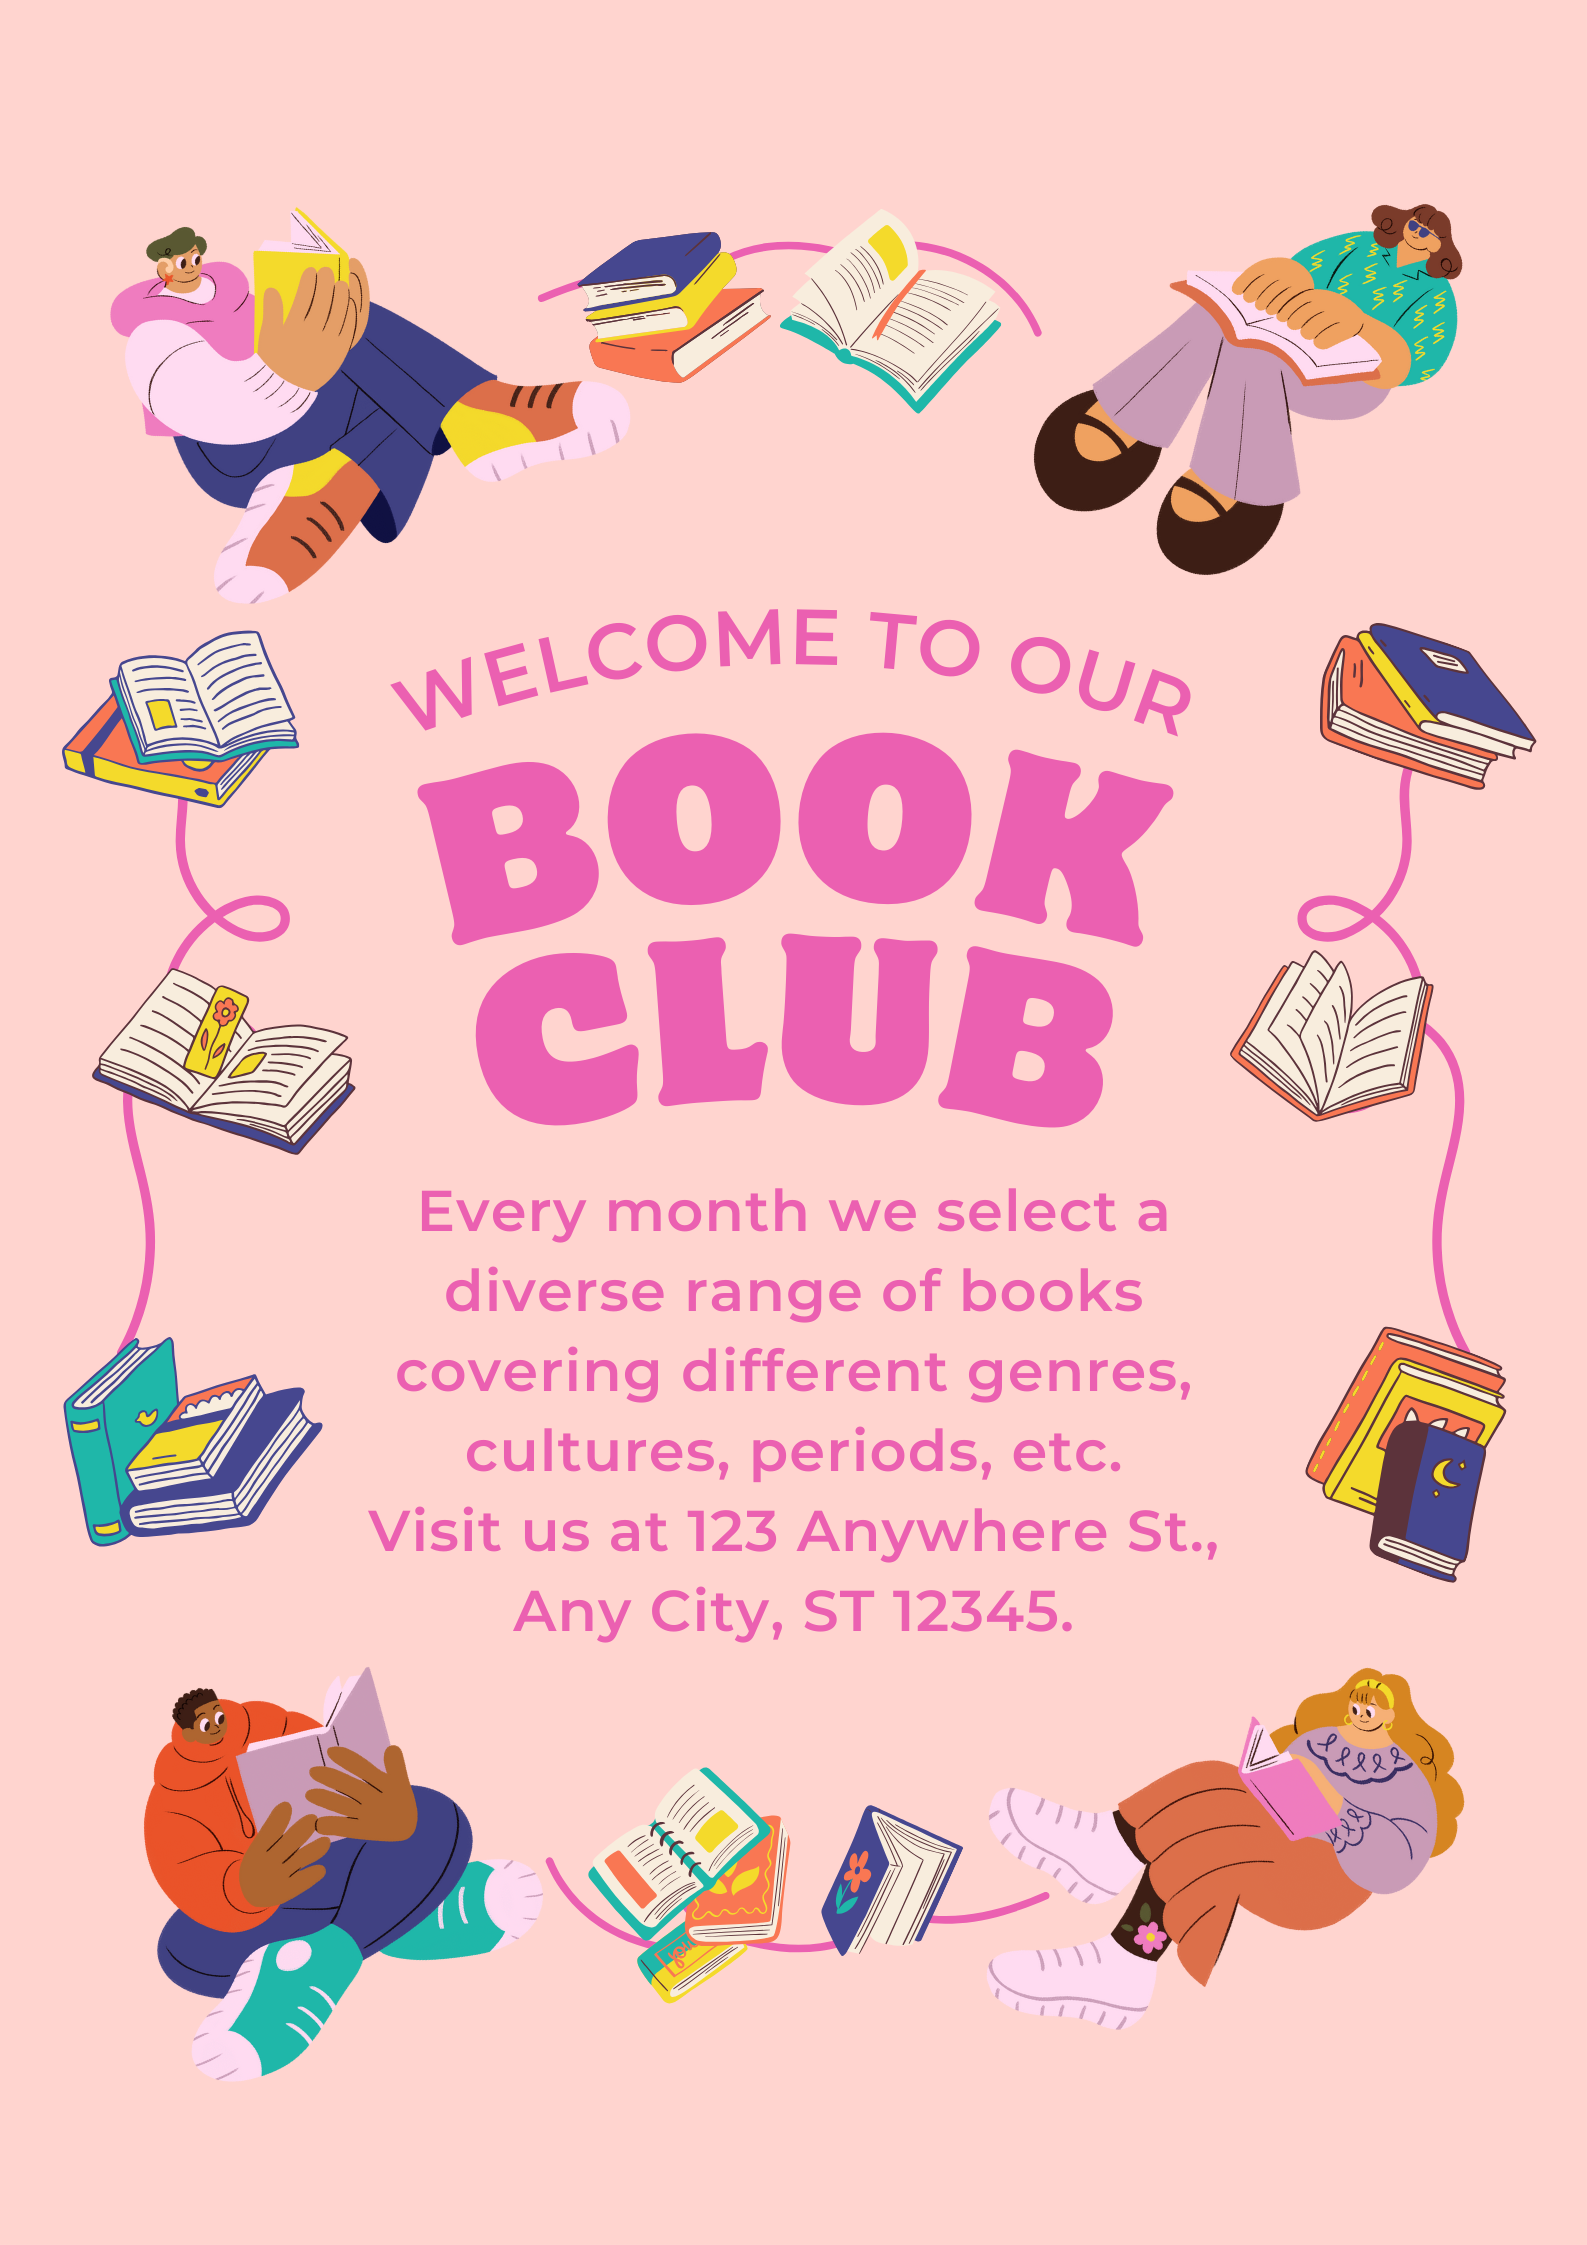 WELCOME TO OUR
BOOK
CLUB
Every month we select a
diverse range of books
covering different genres,
cultures, periods, etc.
Visit us at 123 Anywhere St.,
Any City, ST 12345.